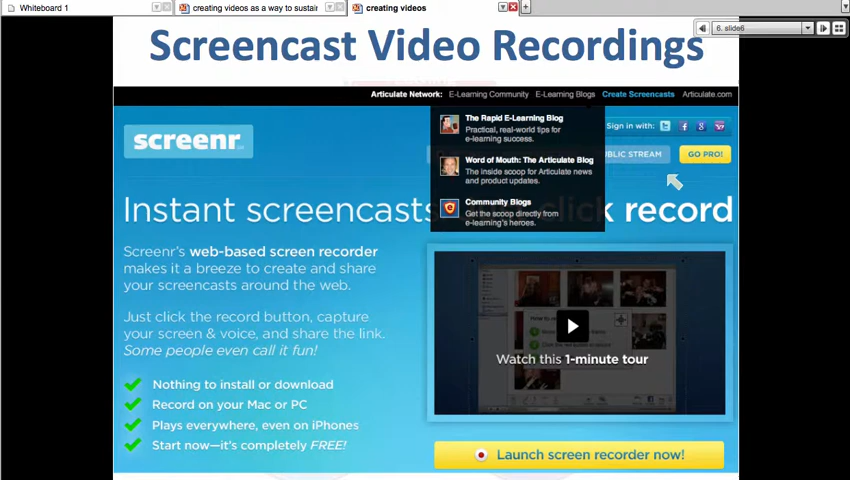 Whiteboard 1
creating videos as a way to sustair
creating videos
6. slide6
Screencast Video Recordings
Articulate Network: E-Learning Community E-Learning Blogs Create Screencasts Articulate.com
The Rapid E-Learning Blog
Practical, real-world tips for
e-learning success.
Word of Mouth: The Articulate Blog
The inside scoop for Articulate news
and product updates.
Community Blogs
Get the scoop directly from
e-learning's heroes.
Sign in with:
screenr
UBLIC STREAM
GO PRO!
Instant screencasts click record
Screenr's web-based screen recorder
makes it a breeze to create and share
your screencasts around the web.
Just click the record button, capture
your screen & voice, and share the link.
Some people even call it fun!
Nothing to install or download
Record on your Mac or PC
Plays everywhere, even on iPhones
Start now—it's completely FREE!
Watch this 1-minute tour
Launch screen recorder now!